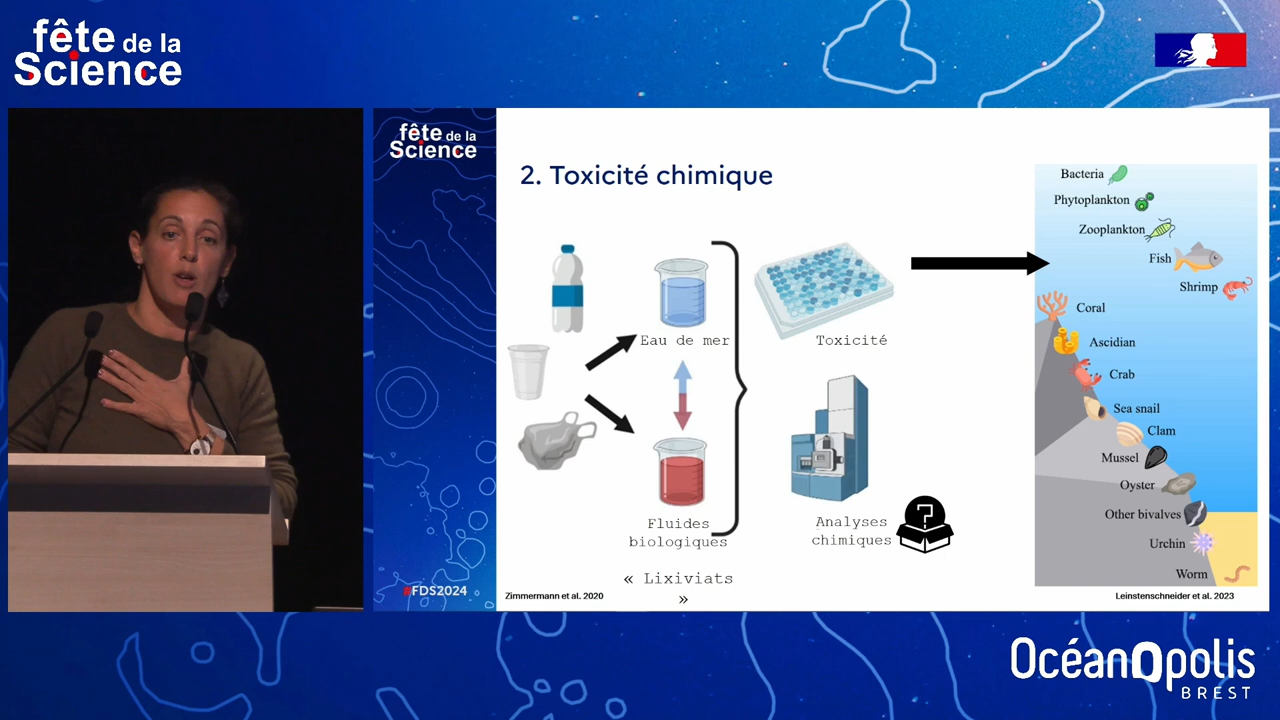 fête de la
Science
fête de la
Science
2. Toxicité chimique
Eau de mer
Toxicité
Fluides
biologiques
Analyses
chimiques
?
« Lixiviats
»
Zimmermann et al. 2020
#FDS2024
Bacteria
Phytoplankton
Zooplankton
Fish
Shrimp
Coral
Ascidian
Crab
Sea snail
Clam
Mussel
Oyster
Other bivalves
Urchin
Worm
Leinstenschneider et al. 2023
OcéanOpolis
BREST